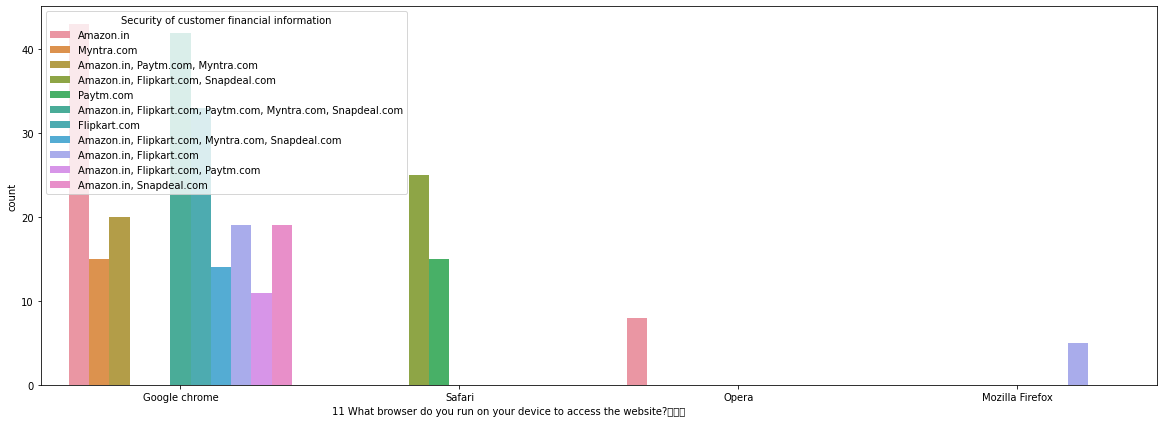 Security of customer financial information
Amazon.in
Myntra.com
Amazon.in, Paytm.com, Myntra.com
Amazon.in, Flipkart.com, Snapdeal.com
Paytm.com
Amazon.in, Flipkart.com, Paytm.com, Myntra.com, Snapdeal.com
Flipkart.com
Amazon.in, Flipkart.com, Myntra.com, Snapdeal.com
Amazon.in, Flipkart.com
Amazon.in, Flipkart.com, Paytm.com
Amazon.in, Snapdeal.com
40
30
20
10
0
count
Google chrome
Safari
Opera
Mozilla Firefox
11 What browser do you run on your device to access the website?